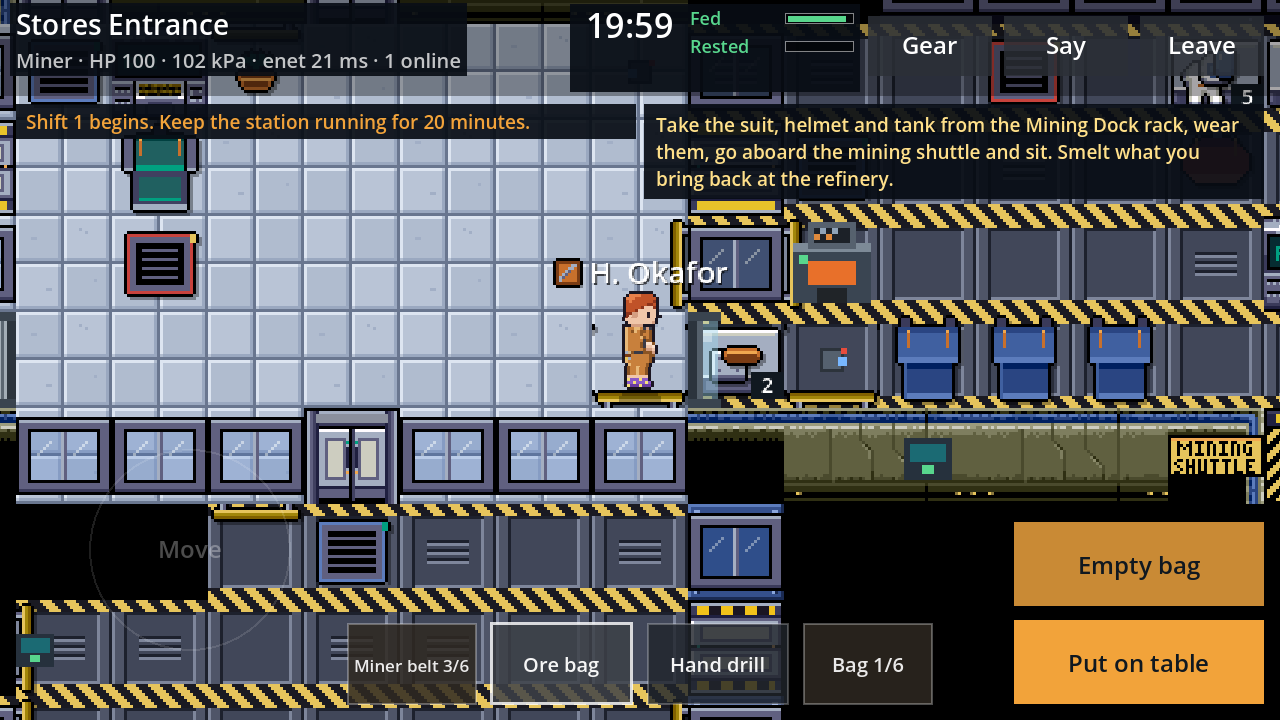 Stores Entrance
Miner · HP 100 · 102 kPa · enet 21 ms · 1 online
19:59
Fed
Rested
Gear
Say
Leave
5
Shift 1 begins. Keep the station running for 20 minutes.
Take the suit, helmet and tank from the Mining Dock rack, wear
them, go aboard the mining shuttle and sit. Smelt what you
bring back at the refinery.
H. Okafor
2
MINING
SHUTTLE
Move
Empty bag
Miner belt 3/6
Ore bag
Hand drill
Bag 1/6
Put on table